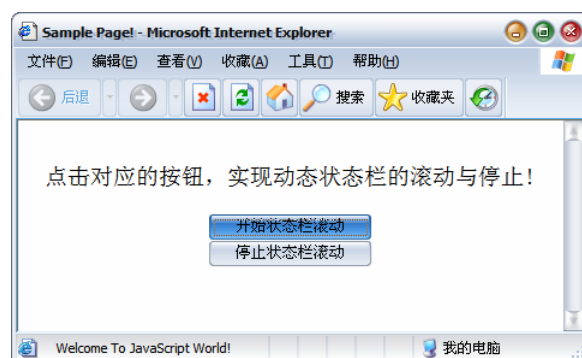 Sample Page! - Microsoft Internet Explorer
文件(F) 编辑(E) 查看(V) 收藏(A) 工具(T) 帮助(H)
后退 搜索 收藏夹
点击对应的按钮，实现动态状态栏的滚动与停止!
开始状态栏滚动
停止状态栏滚动
Welcome To JavaScript World! 我的电脑